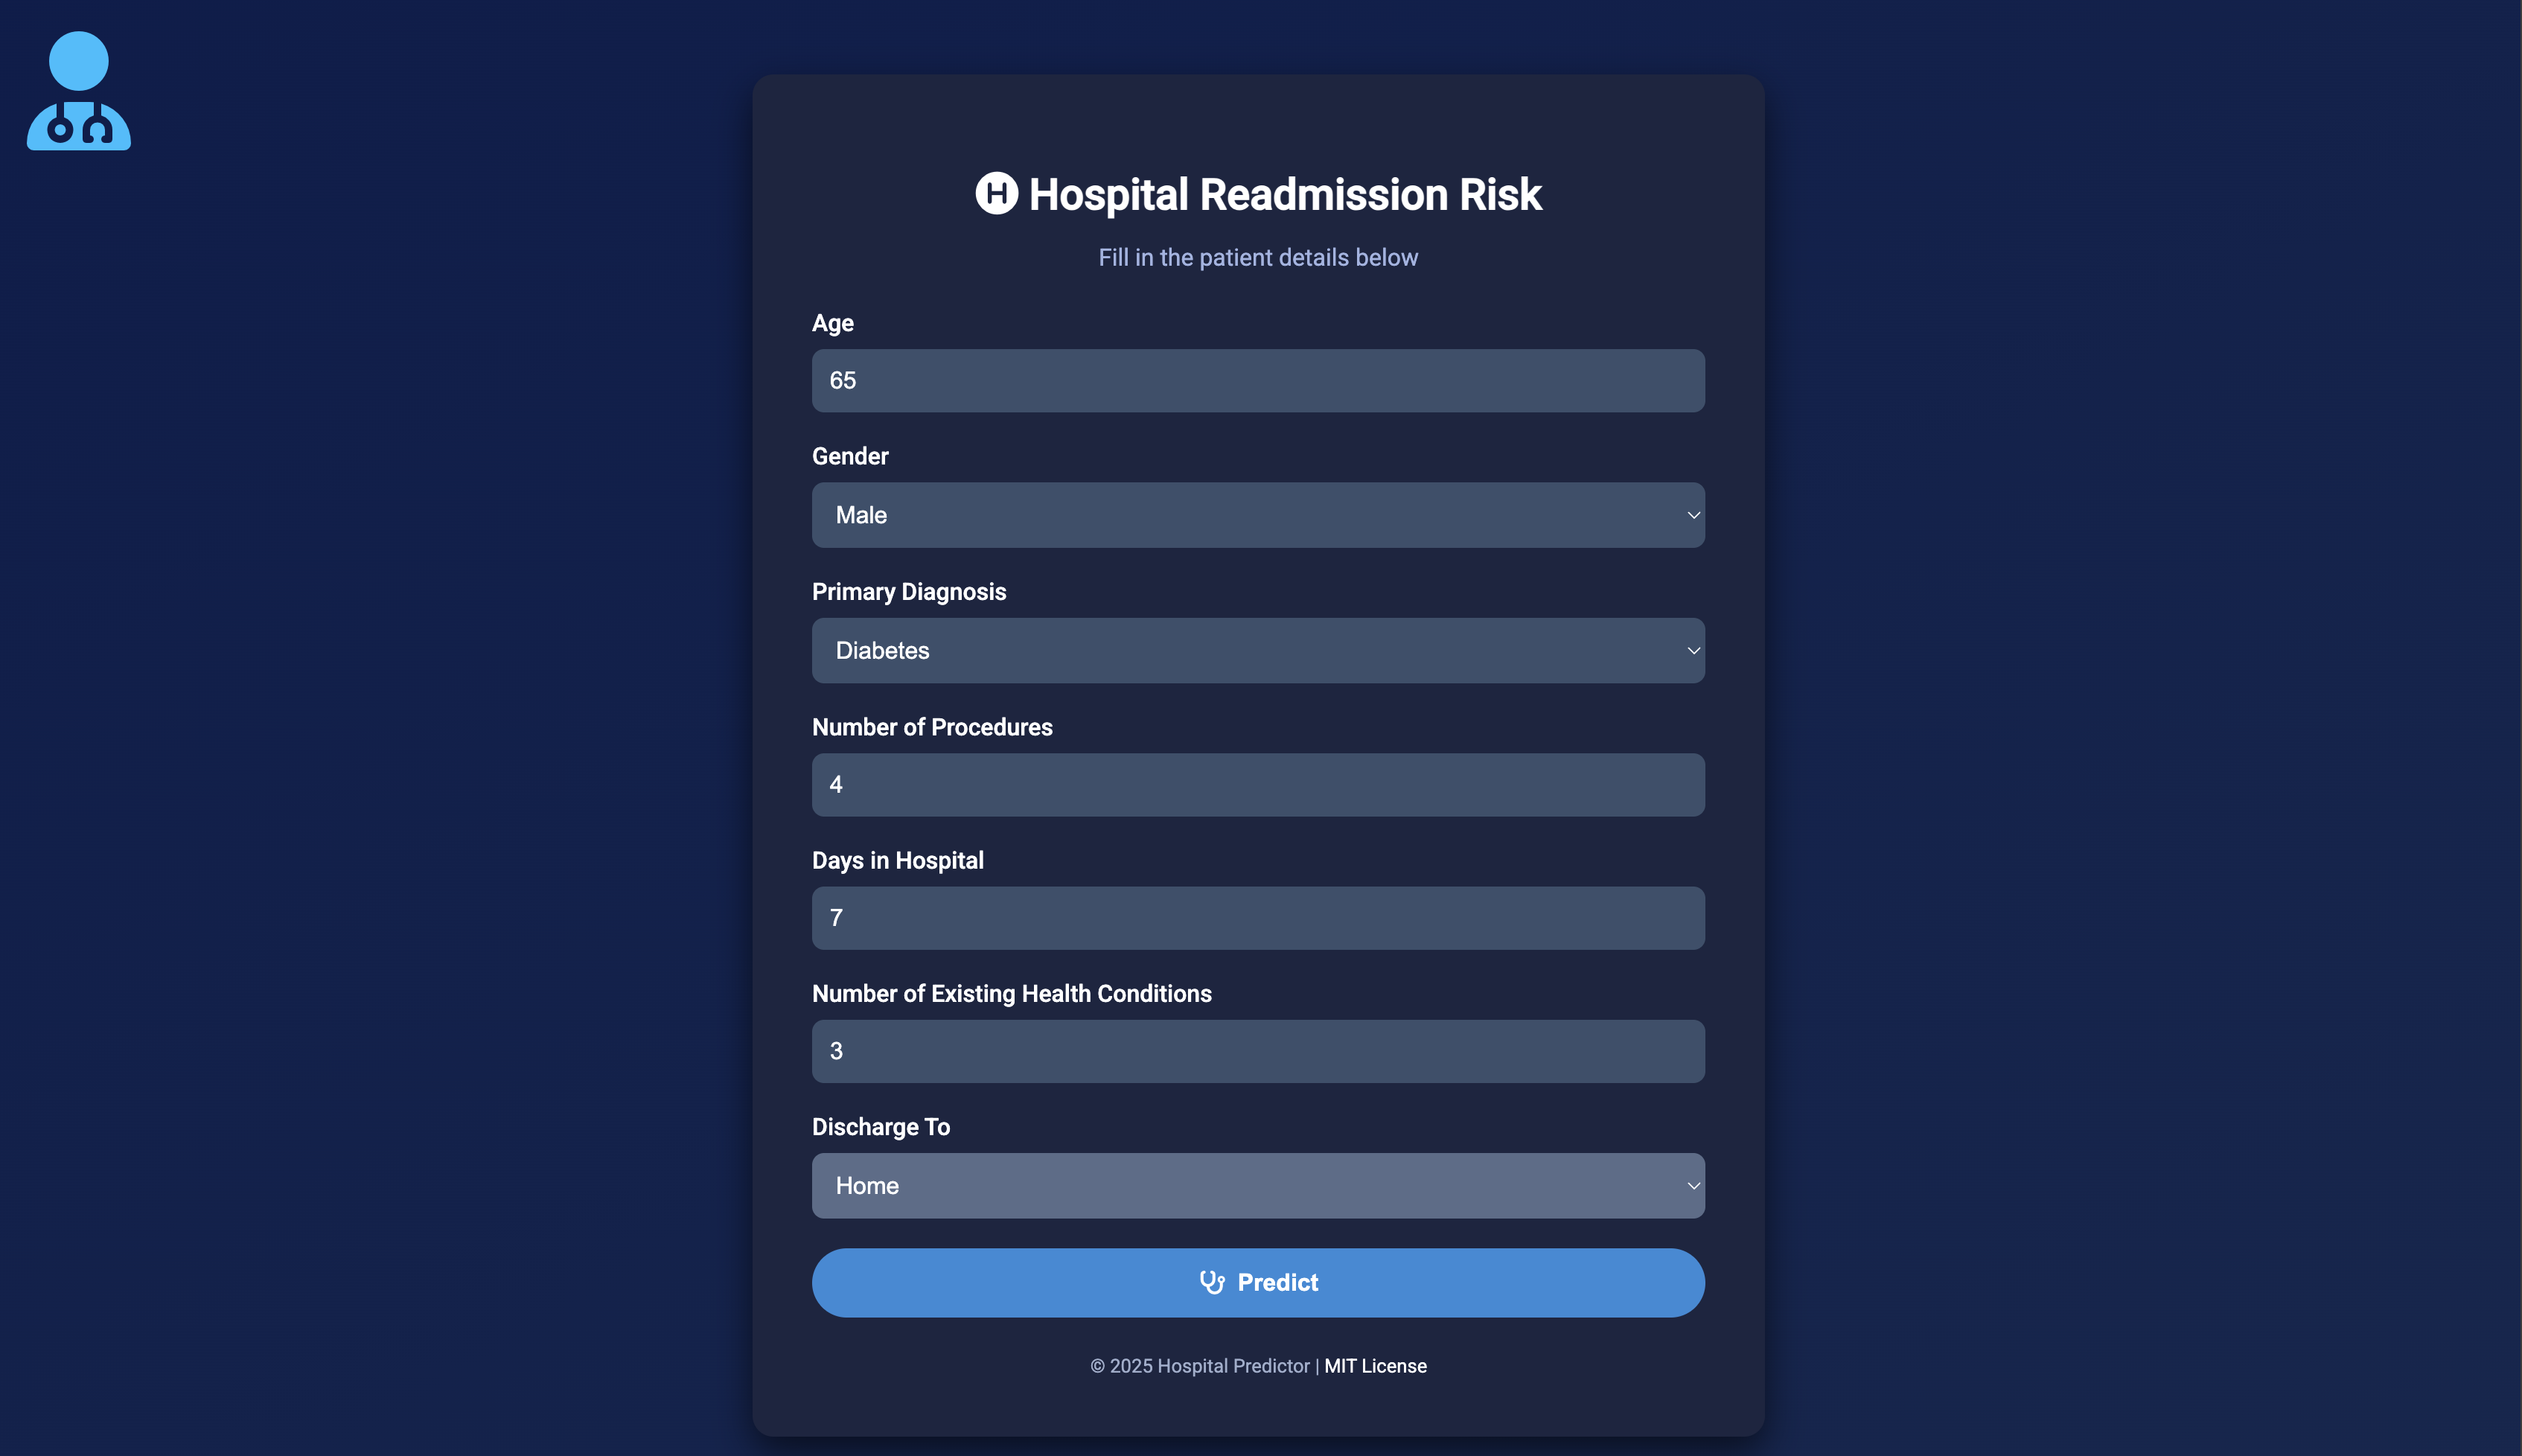 Hospital Readmission Risk
Fill in the patient details below
Age
65
Gender
Male
Primary Diagnosis
Diabetes
Number of Procedures
4
Days in Hospital
7
Number of Existing Health Conditions
3
Discharge To
Home
Predict
© 2025 Hospital Predictor | MIT License